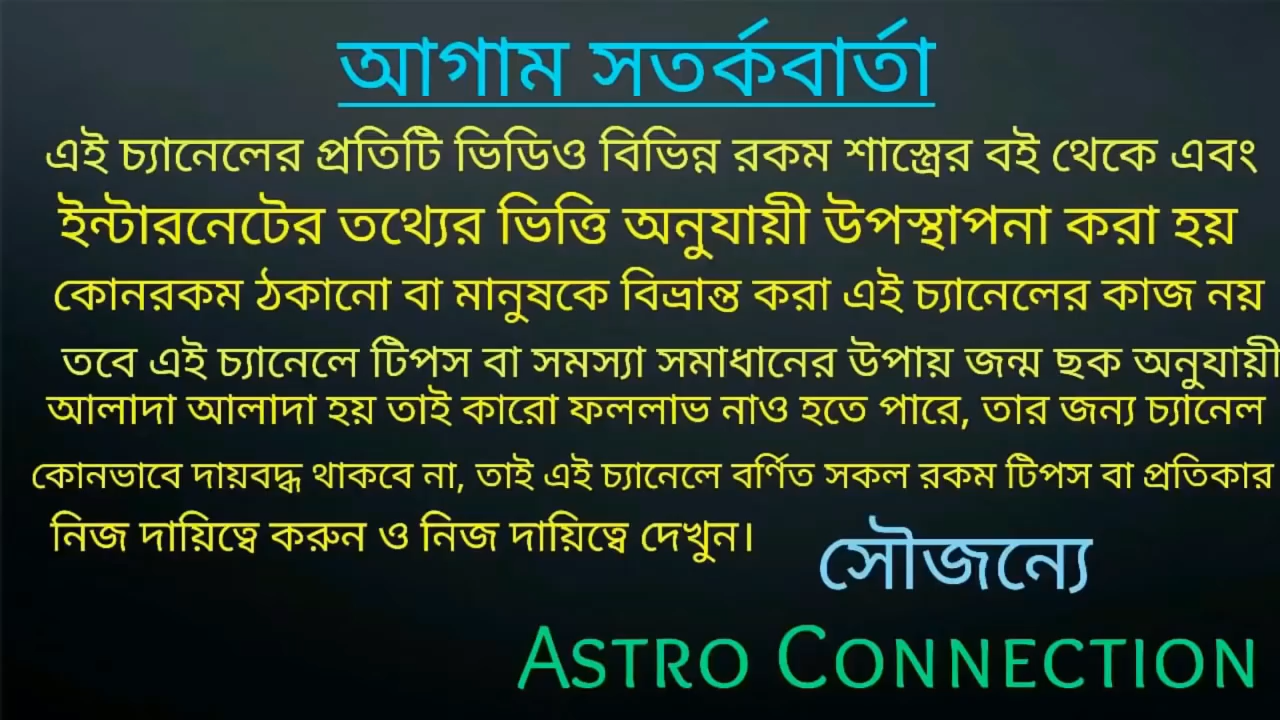 আগাম সতর্কবার্তা
এই চ্যানেলের প্রতিটি ভিডিও বিভিন্ন রকম শাস্ত্রের বই থেকে এবং
ইন্টারনেটের তথ্যের ভিত্তি অনুযায়ী উপস্থাপনা করা হয়
কোনরকম ঠকানো বা মানুষকে বিভ্রান্ত করা এই চ্যানেলের কাজ নয়
তবে এই চ্যানেলে টিপস বা সমস্যা সমাধানের উপায় জন্ম ছক অনুযায়ী
আলাদা আলাদা হয় তাই কারো ফললাভ নাও হতে পারে, তার জন্য চ্যানেল
কোনভাবে দায়বদ্ধ থাকবে না, তাই এই চ্যানেলে বর্ণিত সকল রকম টিপস বা প্রতিকার
নিজ দায়িত্বে করুন ও নিজ দায়িত্বে দেখুন।
সৌজন্যে
ASTRO CONNECTION